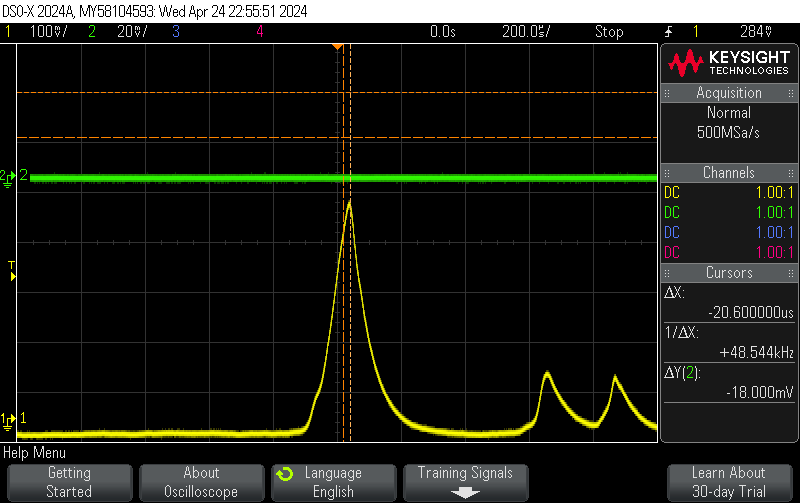 DSO-X 2024A, MY58104593: Wed Apr 24 22:55:51 2024
1 100mV/ 2 20mV/ 3 4 0.0s 200.0us/ Stop 1 284mV
KEYSIGHT
TECHNOLOGIES
Acquisition
Normal
500MSa/s
Channels
DC 1.00:1
DC 1.00:1
DC 1.00:1
DC 1.00:1
Cursors
ΔX:
-20.600000us
1/ΔX:
+48.544kHz
ΔY(2):
-18.000mV
2 2
T
1 1
Help Menu
Getting
Started
About
Oscilloscope
Language
English
Training Signals
Learn About
30-day Trial